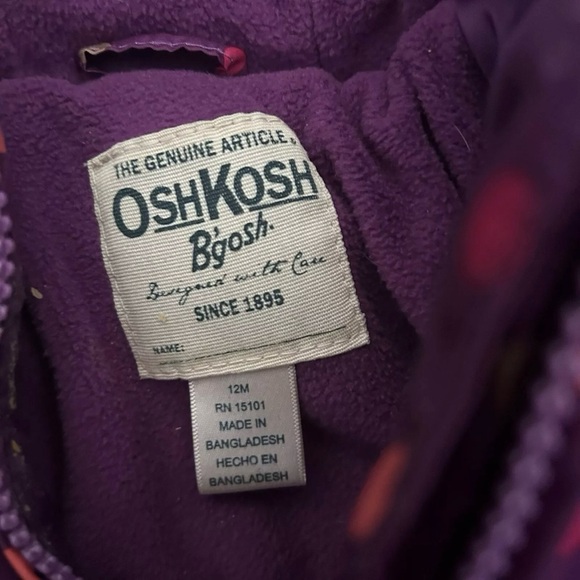 THE GENUINE ARTICLE.
OSHKOSH
B'gosh.
Designed with Care
SINCE 1895
NAME:
12M
RN 15101
MADE IN
BANGLADESH
HECHO EN
BANGLADESH